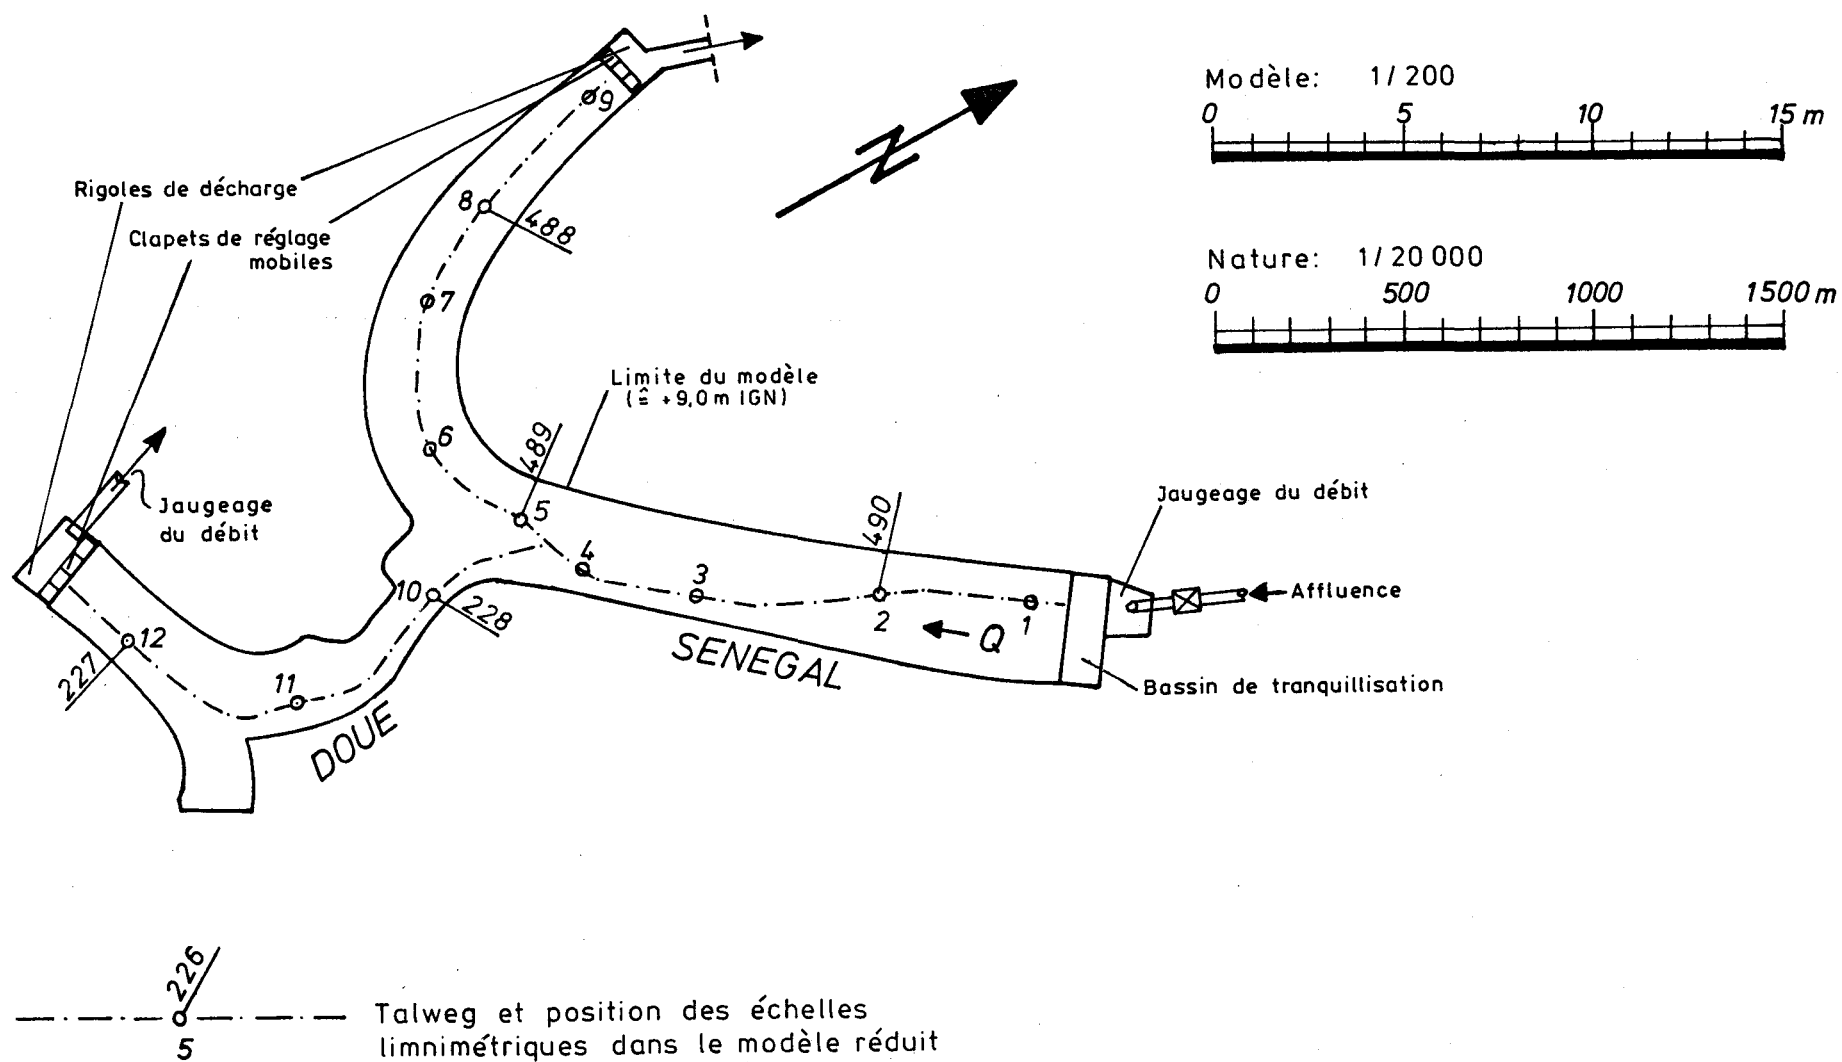 Modèle: 1/200
0 5 10 15 m
Nature: 1/20 000
0 500 1000 1500 m
9
Rigoles de décharge
8
488
Clapets de réglage
mobiles
7
Limite du modèle
(≙ +9,0 m IGN)
6
489
5
490
Jaugeage du débit
Jaugeage
du débit
4
3
2
1
Affluence
10
228
Q
12
227
SENEGAL
11
Bassin de tranquillisation
DOUE
226
5
Talweg et position des échelles
limnimétriques dans le modèle réduit